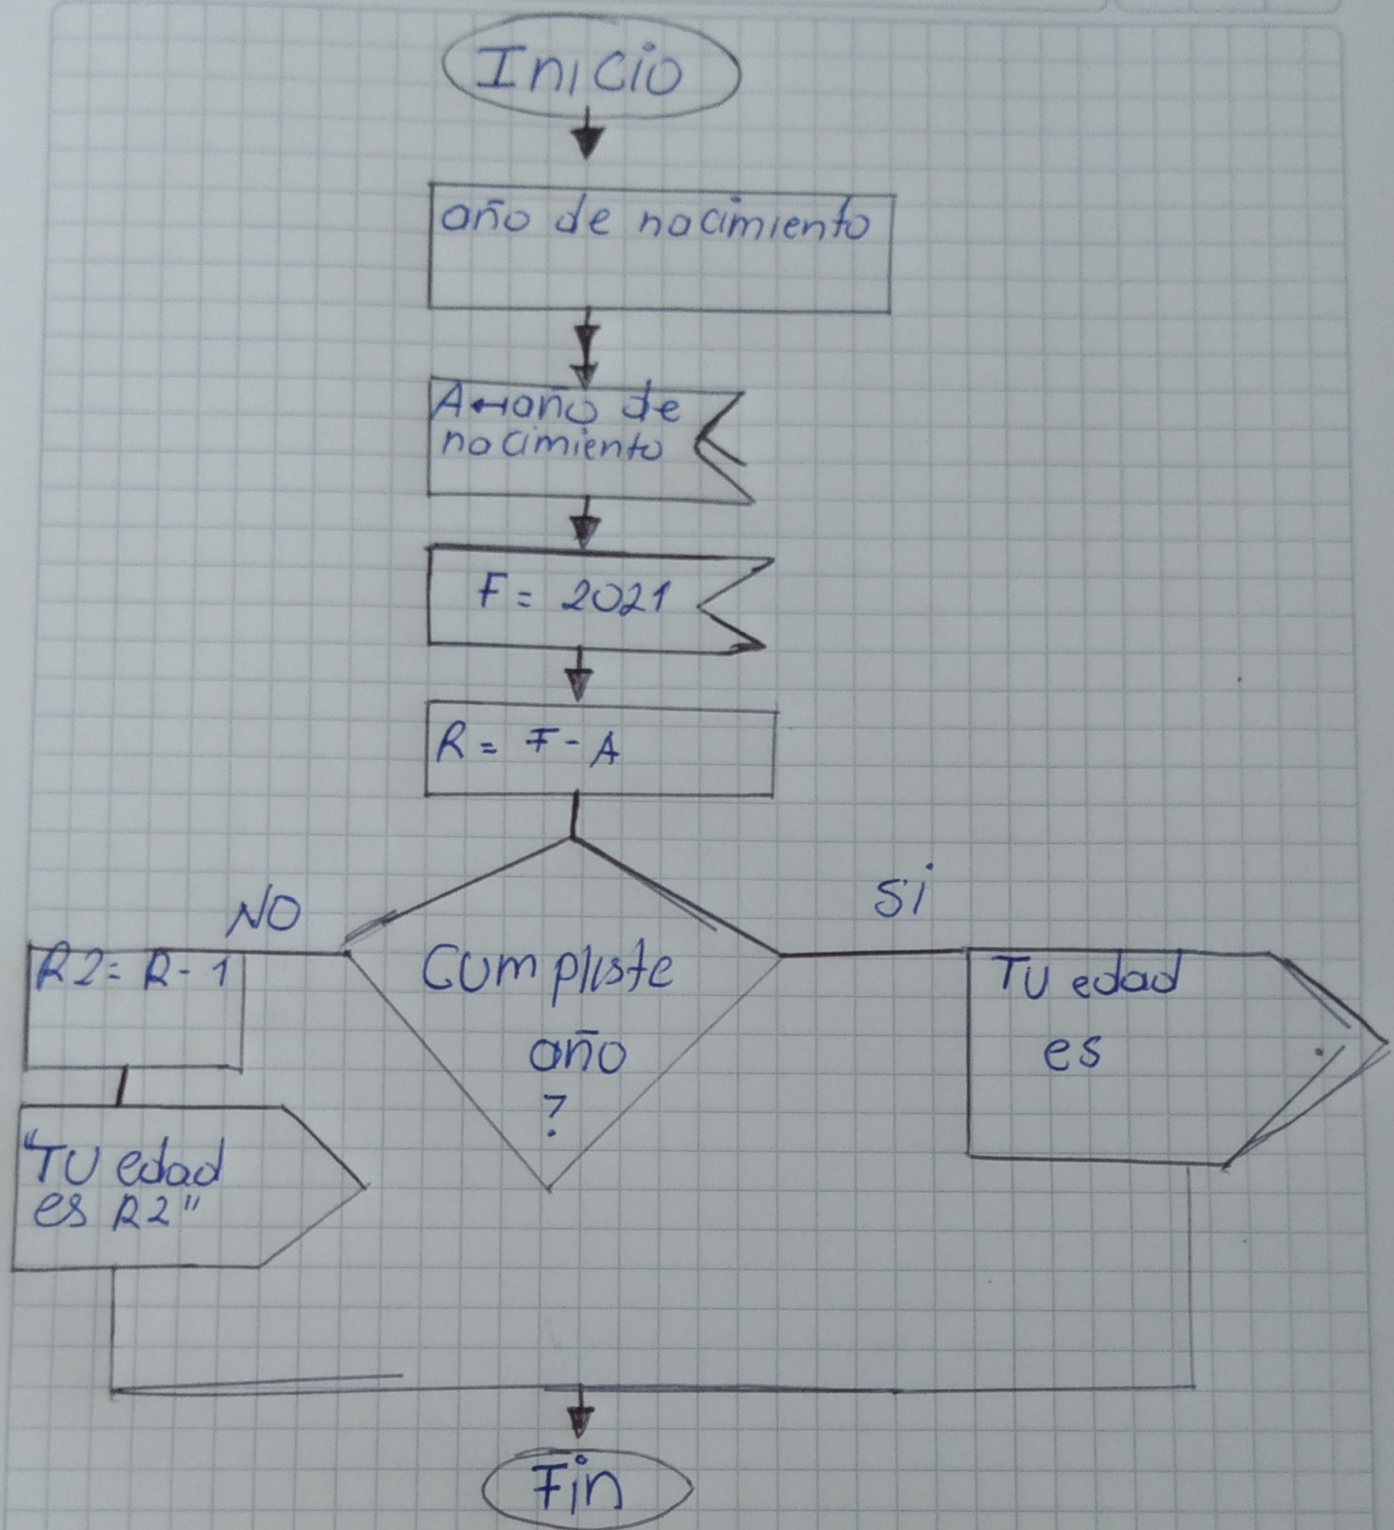 Inicio
año de nacimiento
A←año de
nacimiento
F= 2021
R= F-A
NO
Si
R2= R-1
Cumpliste
año
?
TU edad
es
"TU edad
es R2"
Fin